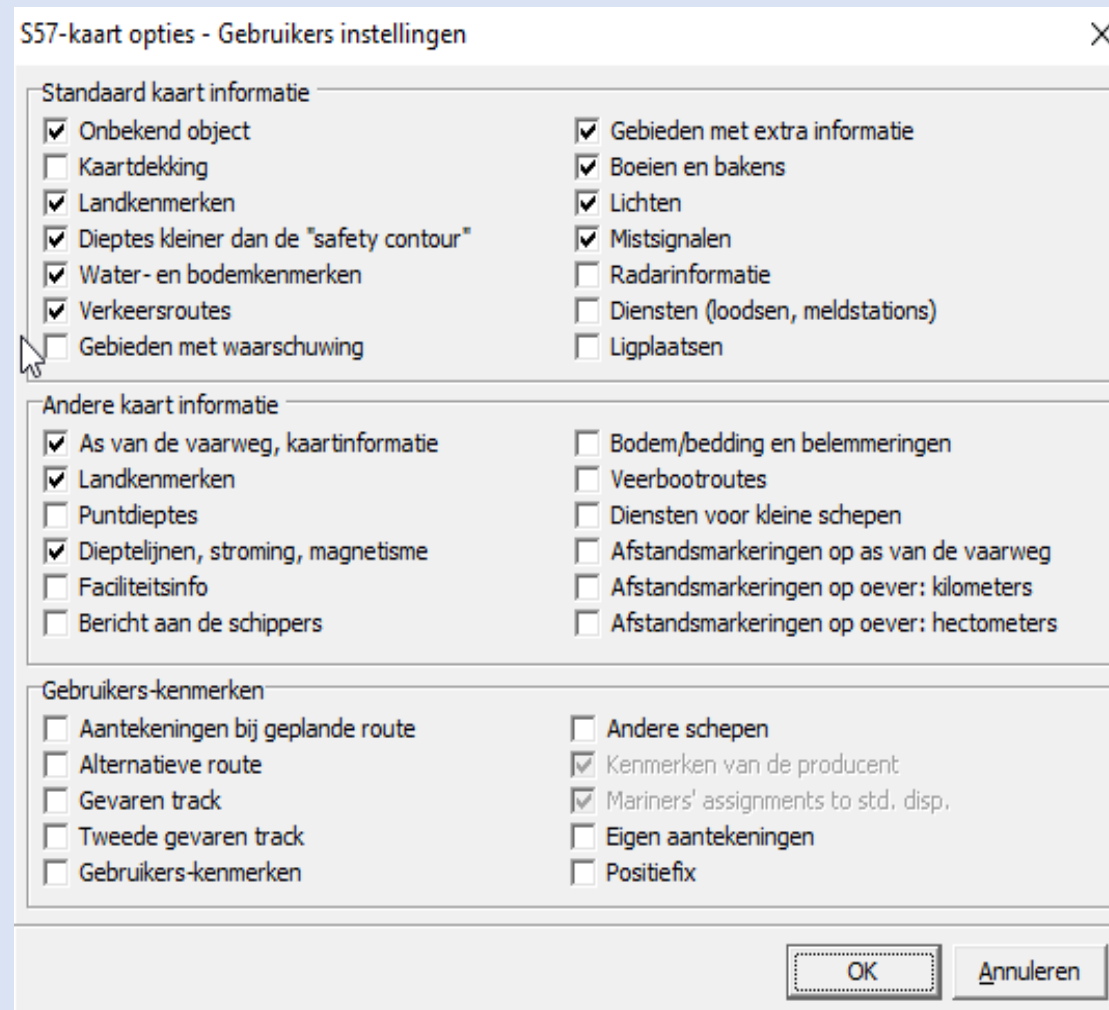 S57-kaart opties - Gebruikers instellingen
Standaard kaart informatie
Onbekend object
Kaartdekking
Landkenmerken
Dieptes kleiner dan de "safety contour"
Water- en bodemkenmerken
Verkeersroutes
Gebieden met waarschuwing
Gebieden met extra informatie
Boeien en bakens
Lichten
Mistsignalen
Radarinformatie
Diensten (loodsen, meldstations)
Ligplaatsen
Andere kaart informatie
As van de vaarweg, kaartinformatie
Landkenmerken
Puntdieptes
Dieptelijnen, stroming, magnetisme
Faciliteitsinfo
Bericht aan de schippers
Bodem/bedding en belemmeringen
Veerbootroutes
Diensten voor kleine schepen
Afstandsmarkeringen op as van de vaarweg
Afstandsmarkeringen op oever: kilometers
Afstandsmarkeringen op oever: hectometers
Gebruikers-kenmerken
Aantekeningen bij geplande route
Alternatieve route
Gevaren track
Tweede gevaren track
Gebruikers-kenmerken
Andere schepen
Kenmerken van de producent
Mariners' assignments to std. disp.
Eigen aantekeningen
Positiefix
OK
Annuleren